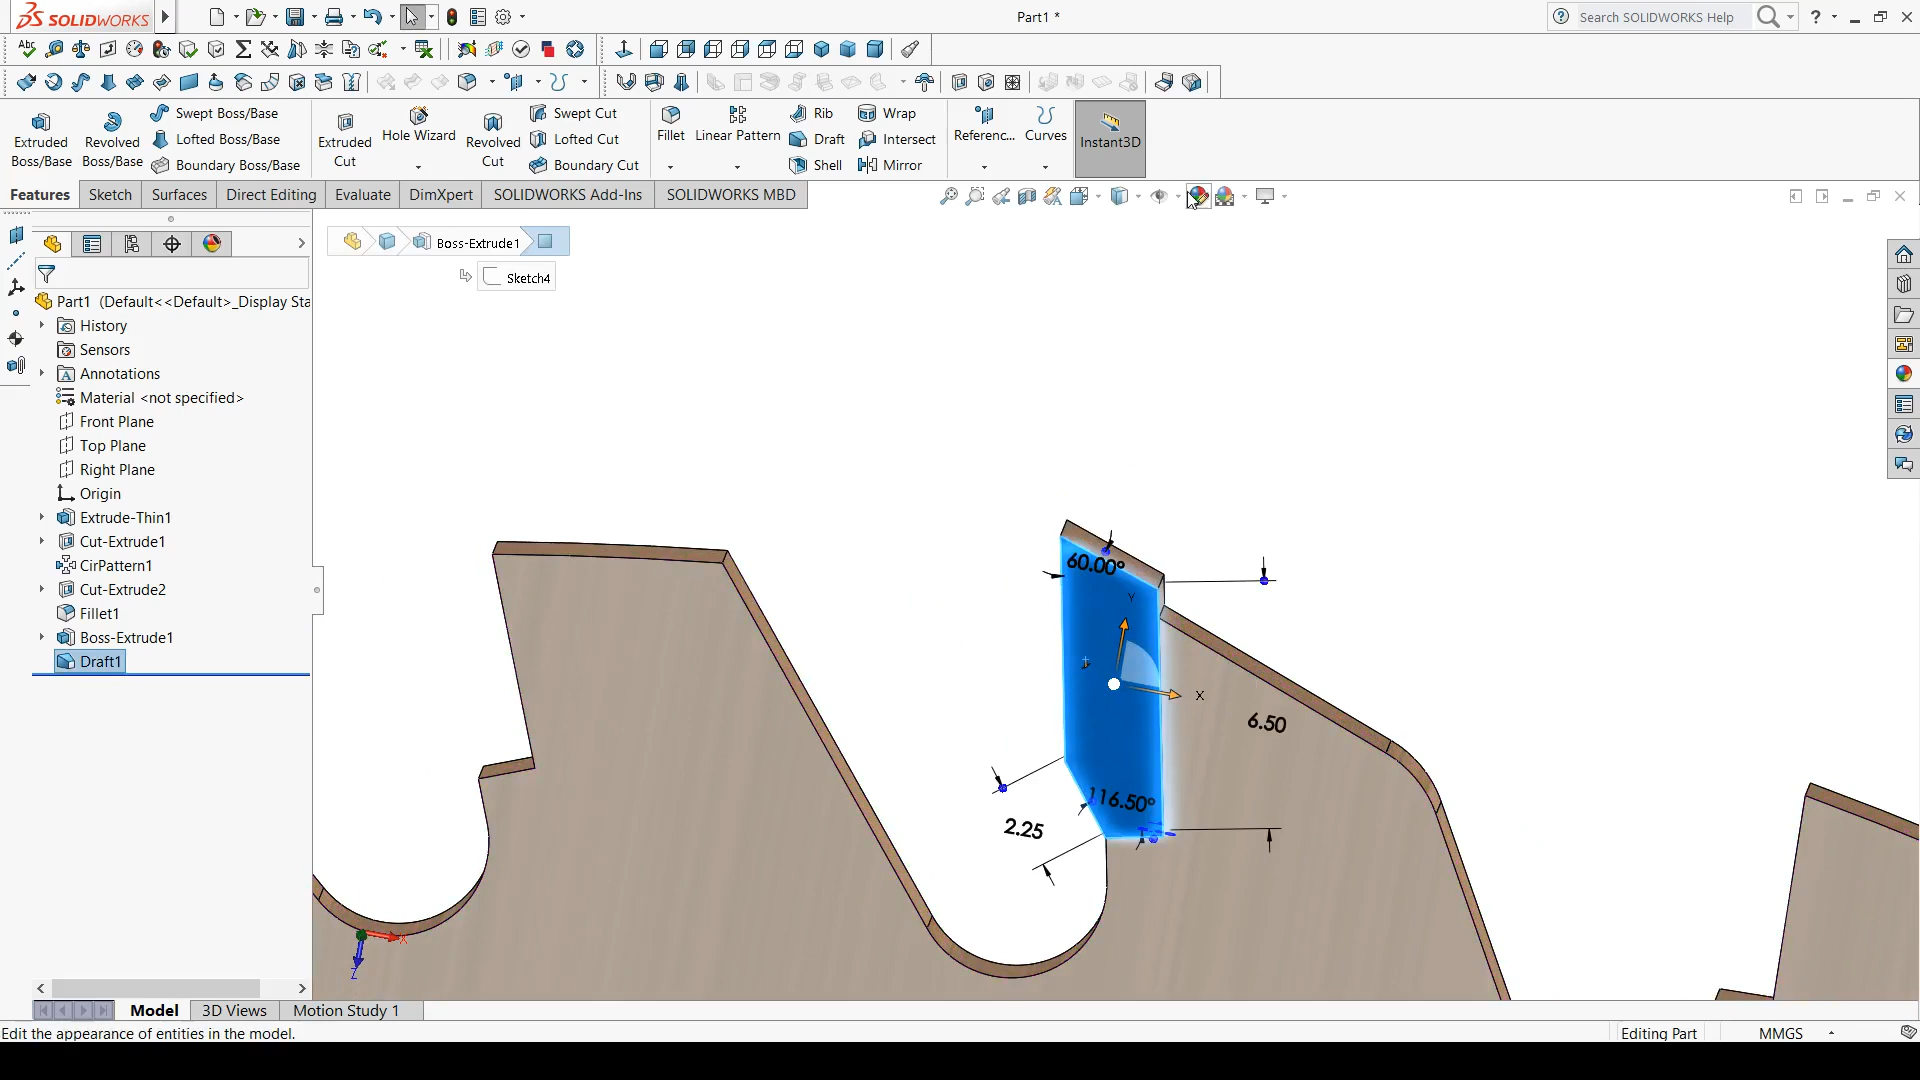 SOLIDWORKS
Part1 *
Search SOLIDWORKS Help
Extruded Boss/Base
Revolved Boss/Base
Swept Boss/Base
Lofted Boss/Base
Boundary Boss/Base
Extruded Cut
Hole Wizard
Revolved Cut
Swept Cut
Lofted Cut
Boundary Cut
Fillet
Linear Pattern
Rib
Draft
Shell
Wrap
Intersect
Mirror
Referenc...
Curves
Instant3D
Features
Sketch
Surfaces
Direct Editing
Evaluate
DimXpert
SOLIDWORKS Add-Ins
SOLIDWORKS MBD
Boss-Extrude1
Sketch4
Part1 (Default<<Default>_Display Sta
History
Sensors
Annotations
Material <not specified>
Front Plane
Top Plane
Right Plane
Origin
Extrude-Thin1
Cut-Extrude1
CirPattern1
Cut-Extrude2
Fillet1
Boss-Extrude1
Draft1
60.00°
Y
X
6.50
116.50°
2.25
X
Z
Model
3D Views
Motion Study 1
Edit the appearance of entities in the model.
Editing Part
MMGS